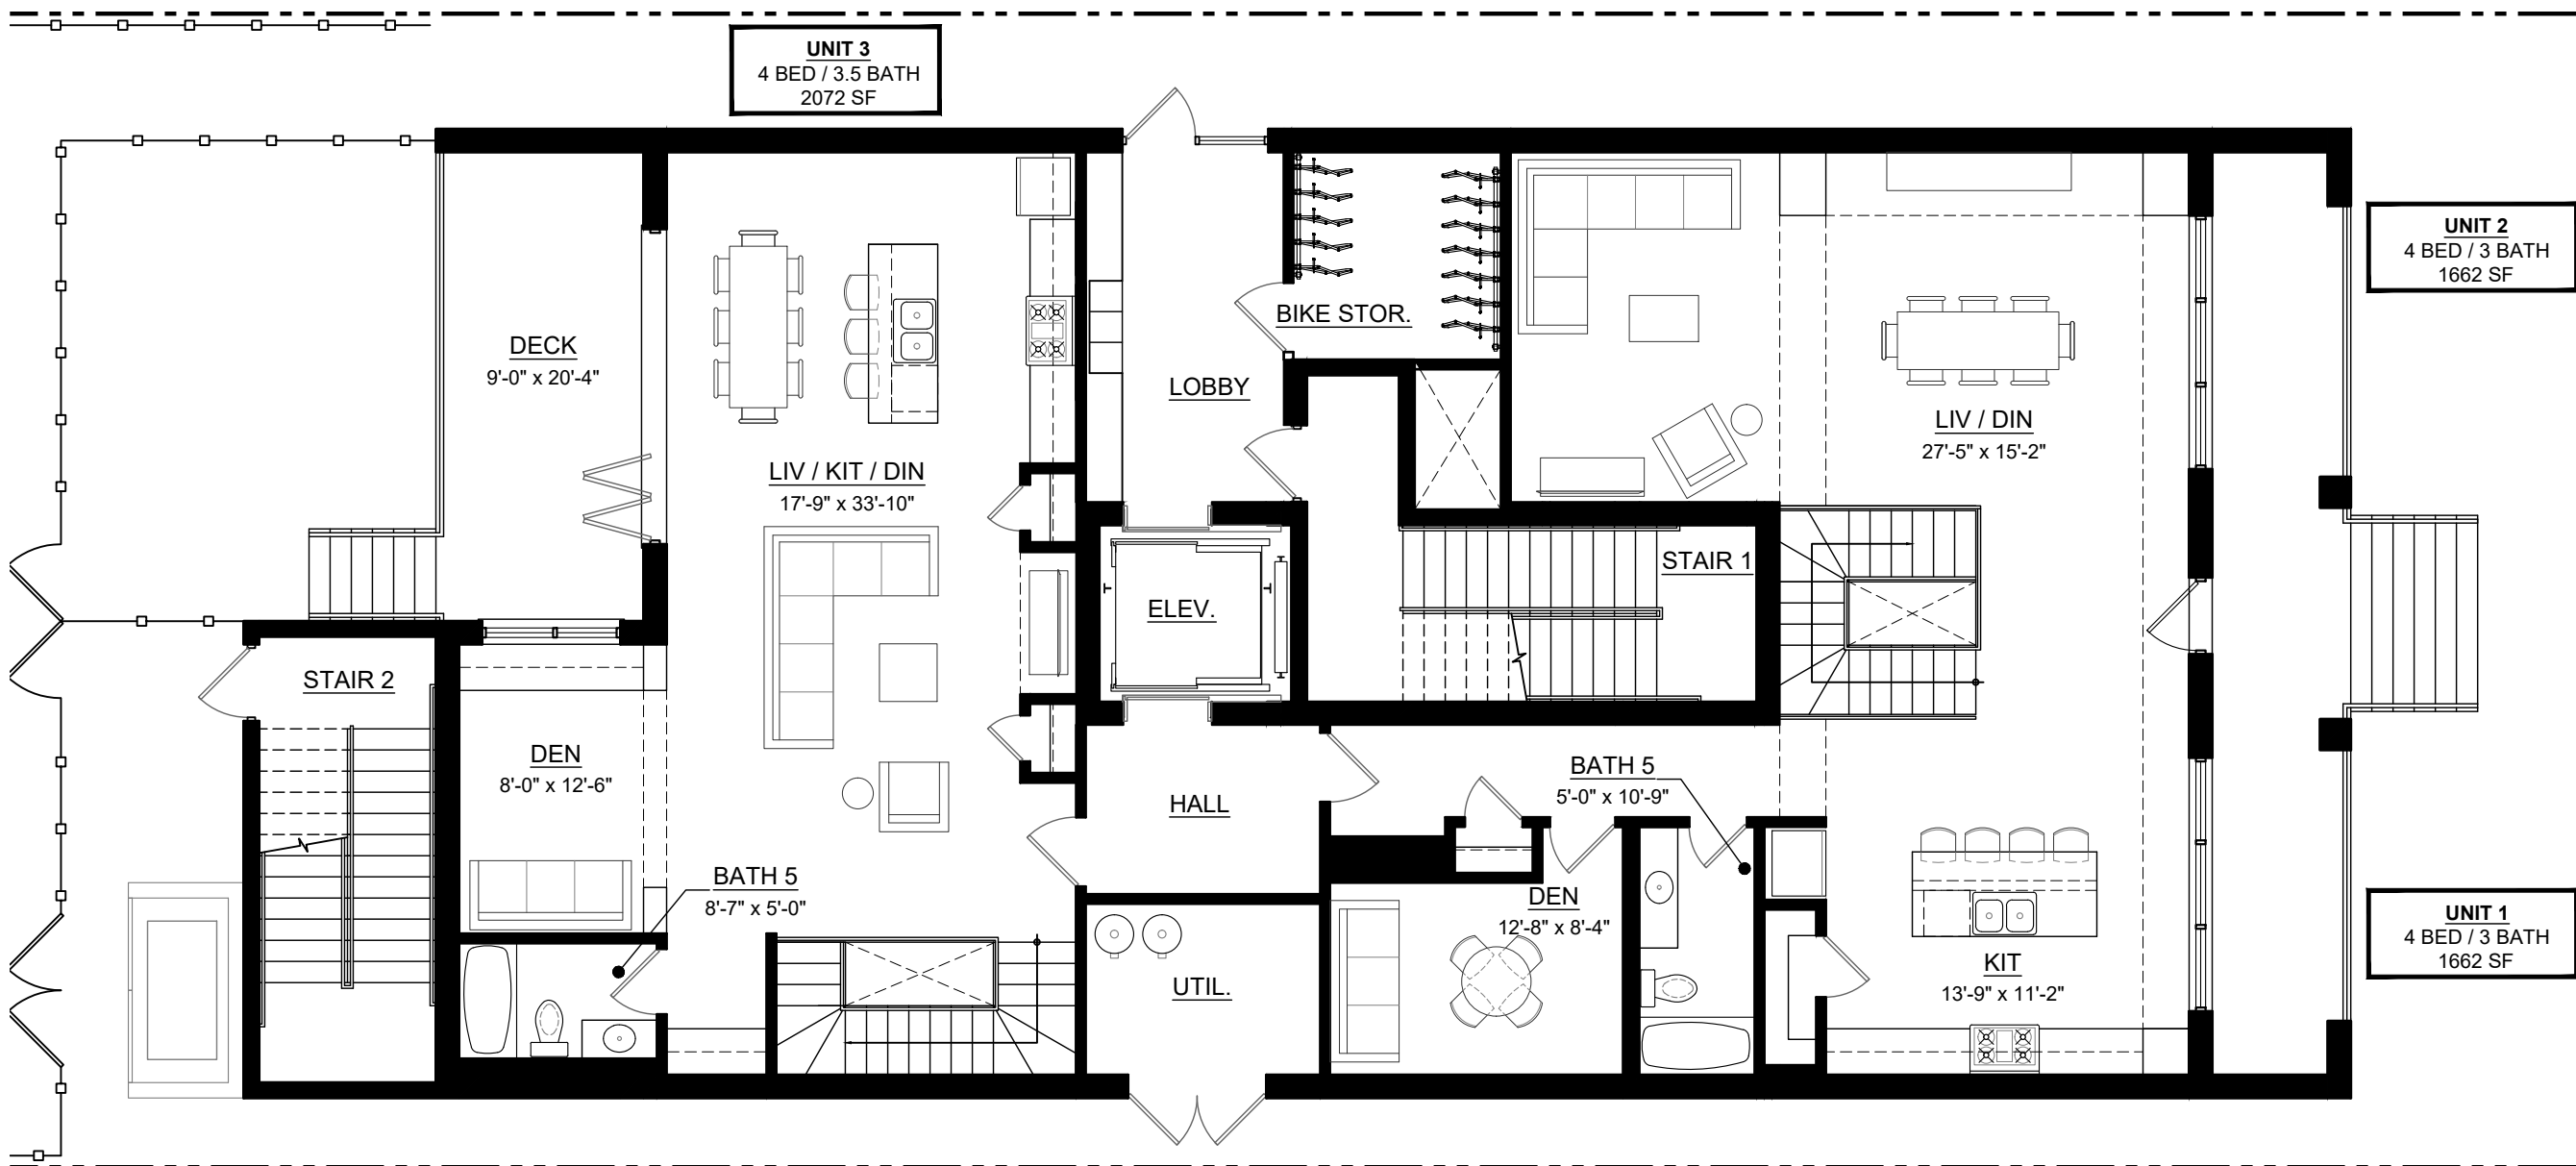 UNIT 3
4 BED / 3.5 BATH
2072 SF
UNIT 2
4 BED / 3 BATH
1662 SF
BIKE STOR.
DECK
9'-0" x 20'-4"
LOBBY
LIV / DIN
27'-5" x 15'-2"
LIV / KIT / DIN
17'-9" x 33'-10"
STAIR 1
ELEV.
STAIR 2
DEN
8'-0" x 12'-6"
HALL
BATH 5
5'-0" x 10'-9"
BATH 5
8'-7" x 5'-0"
DEN
12'-8" x 8'-4"
UNIT 1
4 BED / 3 BATH
1662 SF
UTIL.
KIT
13'-9" x 11'-2"